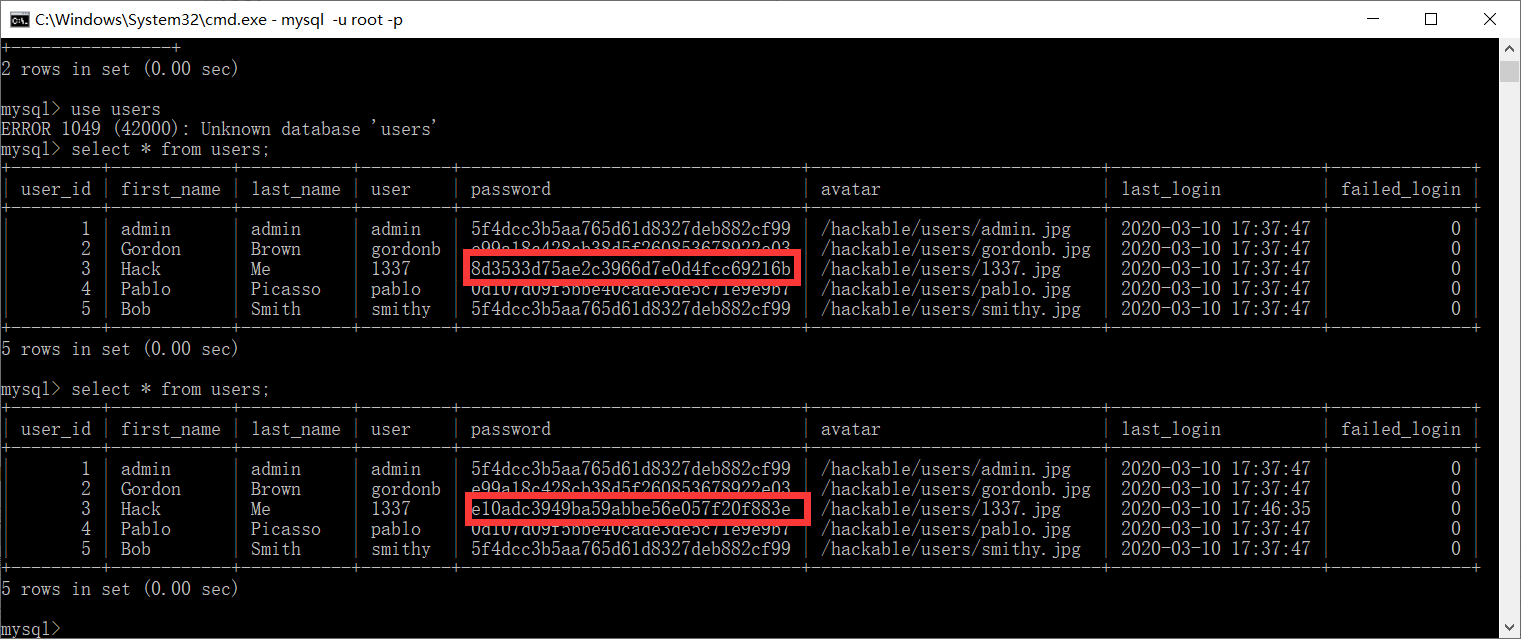 C:\Windows\System32\cmd.exe - mysql  -u root -p
+----------------+
2 rows in set (0.00 sec)
mysql> use users
ERROR 1049 (42000): Unknown database 'users'
mysql> select * from users;
+---------+------------+-----------+---------+----------------------------------+-----------------------------+---------------------+--------------+
| user_id | first_name | last_name | user    | password                         | avatar                      | last_login          | failed_login |
+---------+------------+-----------+---------+----------------------------------+-----------------------------+---------------------+--------------+
|       1 | admin      | admin     | admin   | 5f4dcc3b5aa765d61d8327deb882cf99 | /hackable/users/admin.jpg   | 2020-03-10 17:37:47 |            0 |
|       2 | Gordon     | Brown     | gordonb | e99a18c428cb38d5f260853678922e03 | /hackable/users/gordonb.jpg | 2020-03-10 17:37:47 |            0 |
|       3 | Hack       | Me        | 1337    | 8d3533d75ae2c3966d7e0d4fcc69216b | /hackable/users/1337.jpg    | 2020-03-10 17:37:47 |            0 |
|       4 | Pablo      | Picasso   | pablo   | 0d107d09f5bbe40cade3de5c71e9e9b7 | /hackable/users/pablo.jpg   | 2020-03-10 17:37:47 |            0 |
|       5 | Bob        | Smith     | smithy  | 5f4dcc3b5aa765d61d8327deb882cf99 | /hackable/users/smithy.jpg  | 2020-03-10 17:37:47 |            0 |
+---------+------------+-----------+---------+----------------------------------+-----------------------------+---------------------+--------------+
5 rows in set (0.00 sec)
mysql> select * from users;
+---------+------------+-----------+---------+----------------------------------+-----------------------------+---------------------+--------------+
| user_id | first_name | last_name | user    | password                         | avatar                      | last_login          | failed_login |
+---------+------------+-----------+---------+----------------------------------+-----------------------------+---------------------+--------------+
|       1 | admin      | admin     | admin   | 5f4dcc3b5aa765d61d8327deb882cf99 | /hackable/users/admin.jpg   | 2020-03-10 17:37:47 |            0 |
|       2 | Gordon     | Brown     | gordonb | e99a18c428cb38d5f260853678922e03 | /hackable/users/gordonb.jpg | 2020-03-10 17:37:47 |            0 |
|       3 | Hack       | Me        | 1337    | e10adc3949ba59abbe56e057f20f883e | /hackable/users/1337.jpg    | 2020-03-10 17:46:35 |            0 |
|       4 | Pablo      | Picasso   | pablo   | 0d107d09f5bbe40cade3de5c71e9e9b7 | /hackable/users/pablo.jpg   | 2020-03-10 17:37:47 |            0 |
|       5 | Bob        | Smith     | smithy  | 5f4dcc3b5aa765d61d8327deb882cf99 | /hackable/users/smithy.jpg  | 2020-03-10 17:37:47 |            0 |
+---------+------------+-----------+---------+----------------------------------+-----------------------------+---------------------+--------------+
5 rows in set (0.00 sec)
mysql>